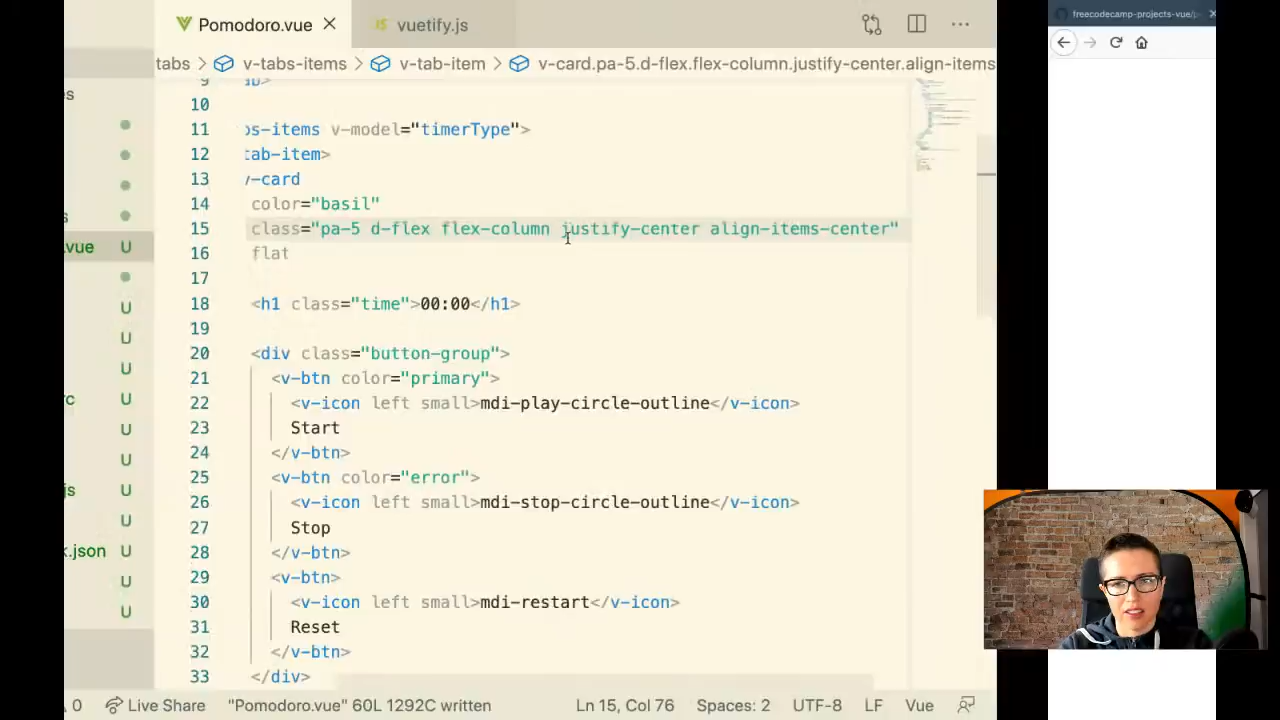 Pomodoro.vue
JS vuetify.js
freecodecamp-projects-vue/p
tabs v-tabs-items v-tab-item v-card.pa-5.d-flex.flex-column.justify-center.align-items
es
s
.vue U
U
U
U
rc U
U
U
js U
U
k.json U
U
U
9 ab>
10
11 bs-items v-model="timerType">
12 tab-item>
13 v-card
14 color="basil"
15 class="pa-5 d-flex flex-column justify-center align-items-center"
16 flat
17
18 <h1 class="time">00:00</h1>
19
20 <div class="button-group">
21 <v-btn color="primary">
22 <v-icon left small>mdi-play-circle-outline</v-icon>
23 Start
24 </v-btn>
25 <v-btn color="error">
26 <v-icon left small>mdi-stop-circle-outline</v-icon>
27 Stop
28 </v-btn>
29 <v-btn>
30 <v-icon left small>mdi-restart</v-icon>
31 Reset
32 </v-btn>
33 </div>
0 Live Share "Pomodoro.vue" 60L 1292C written Ln 15, Col 76 Spaces: 2 UTF-8 LF Vue